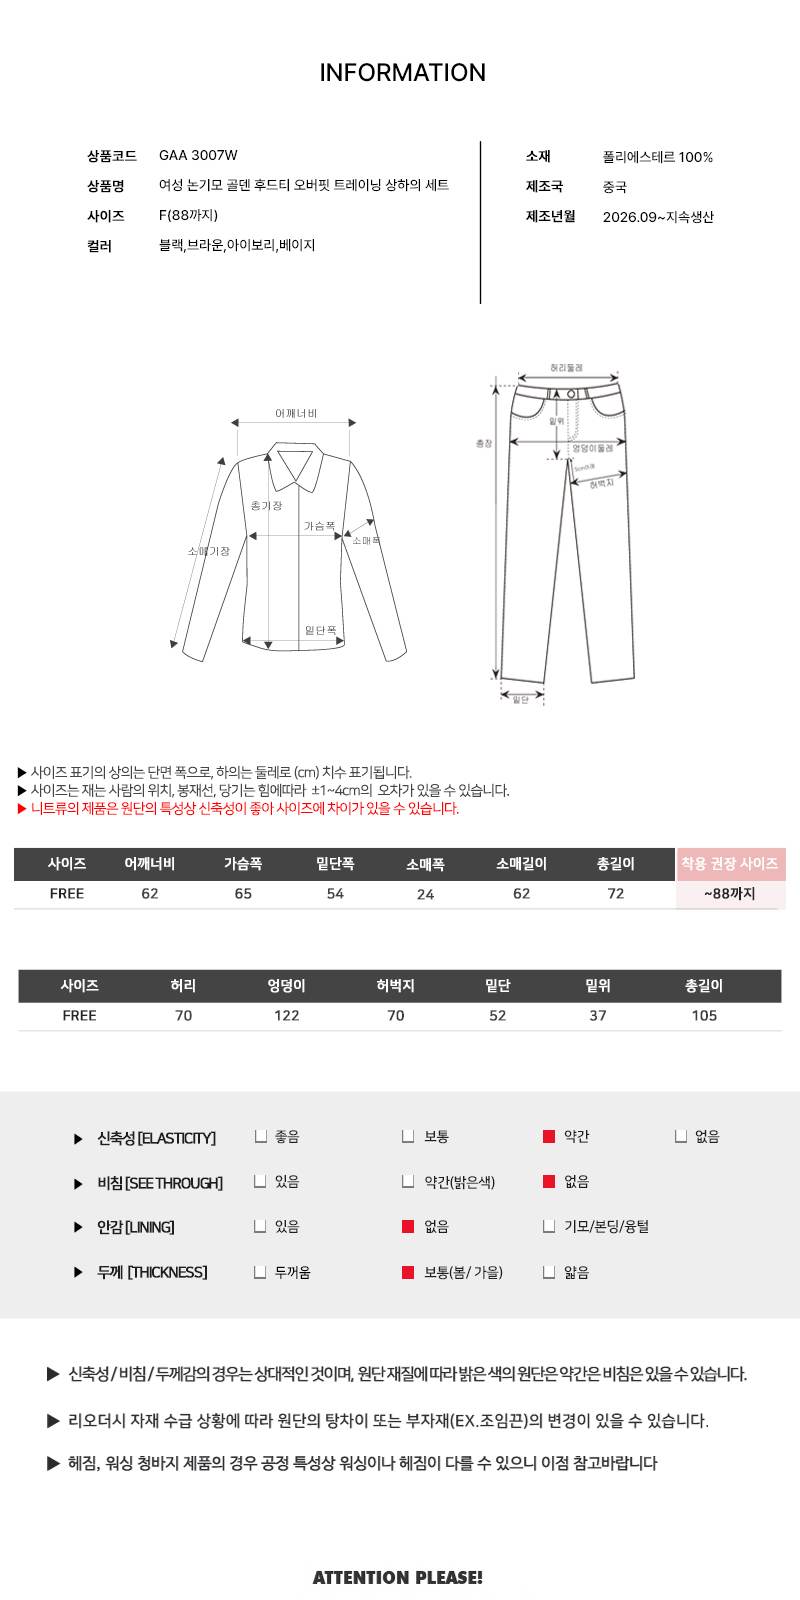 INFORMATION
상품코드 GAA 3007W
상품명 여성 논기모 골덴 후드티 오버핏 트레이닝 상하의 세트
사이즈 F(88까지)
컬러 블랙,브라운,아이보리,베이지
소재 폴리에스테르 100%
제조국 중국
제조년월 2026.09~지속생산
어깨너비
총기장
가슴폭
소매폭
소매기장
밑단폭
허리둘레
밑위
총장
엉덩이둘레
허벅지
밑단
▶ 사이즈 표기의 상의는 단면 폭으로, 하의는 둘레로 (cm) 치수 표기됩니다.
▶ 사이즈는 재는 사람의 위치, 봉재선, 당기는 힘에따라 ±1~4cm의 오차가 있을 수 있습니다.
▶ 니트류의 제품은 원단의 특성상 신축성이 좋아 사이즈에 차이가 있을 수 있습니다.
사이즈 어깨너비 가슴폭 밑단폭 소매폭 소매길이 총길이 착용 권장 사이즈
FREE 62 65 54 24 62 72 ~88까지
사이즈 허리 엉덩이 허벅지 밑단 밑위 총길이
FREE 70 122 70 52 37 105
▶ 신축성 [ELASTICITY] 좋음 보통 약간 없음
▶ 비침 [SEE THROUGH] 있음 약간(밝은색) 없음
▶ 안감 [LINING] 있음 없음 기모/본딩/융털
▶ 두께 [THICKNESS] 두꺼움 보통(봄/ 가을) 얇음
▶ 신축성 / 비침 / 두께감의 경우는 상대적인 것이며, 원단 재질에 따라 밝은 색의 원단은 약간은 비침은 있을 수 있습니다.
▶ 리오더시 자재 수급 상황에 따라 원단의 탕차이 또는 부자재(EX.조임끈)의 변경이 있을 수 있습니다.
▶ 헤짐, 워싱 청바지 제품의 경우 공정 특성상 워싱이나 헤짐이 다를 수 있으니 이점 참고바랍니다
ATTENTION PLEASE!